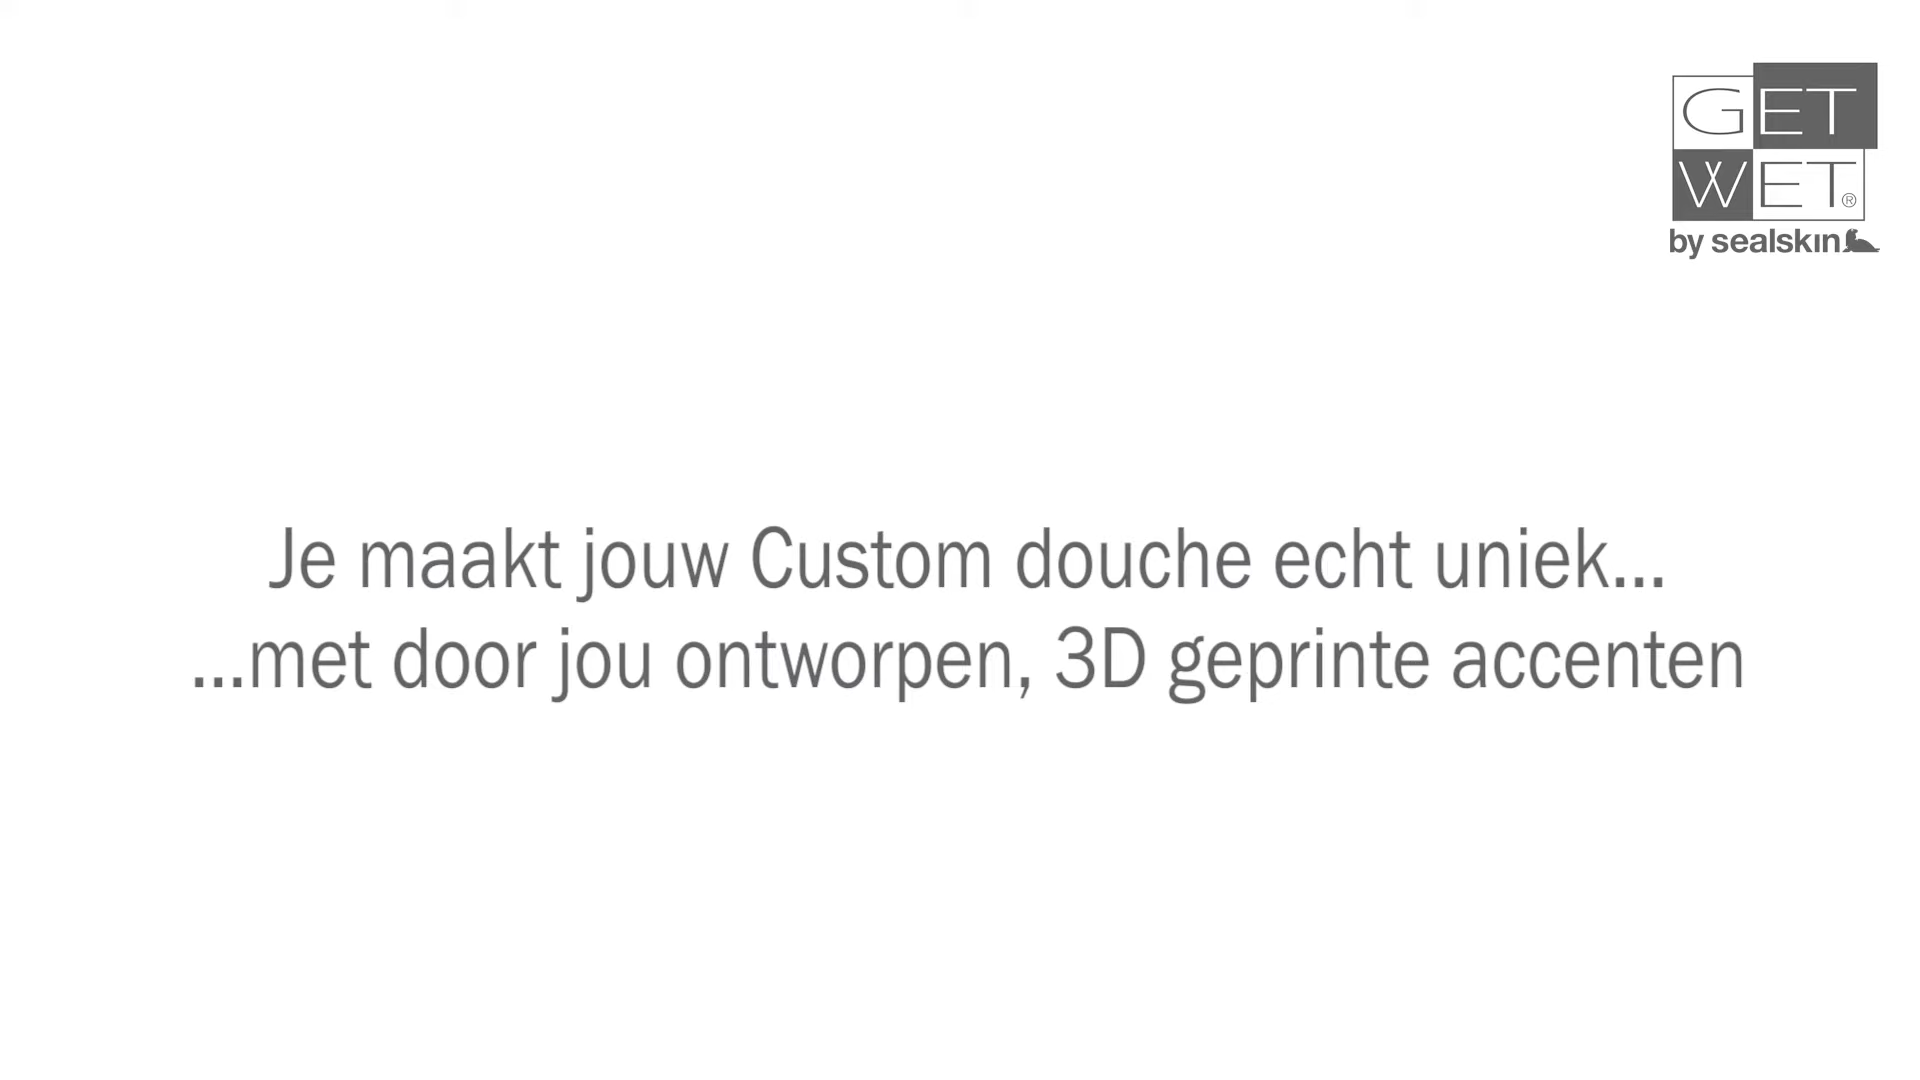 GET
WET®
by sealskin
Je maakt jouw Custom douche echt uniek...
...met door jou ontworpen, 3D geprinte accenten